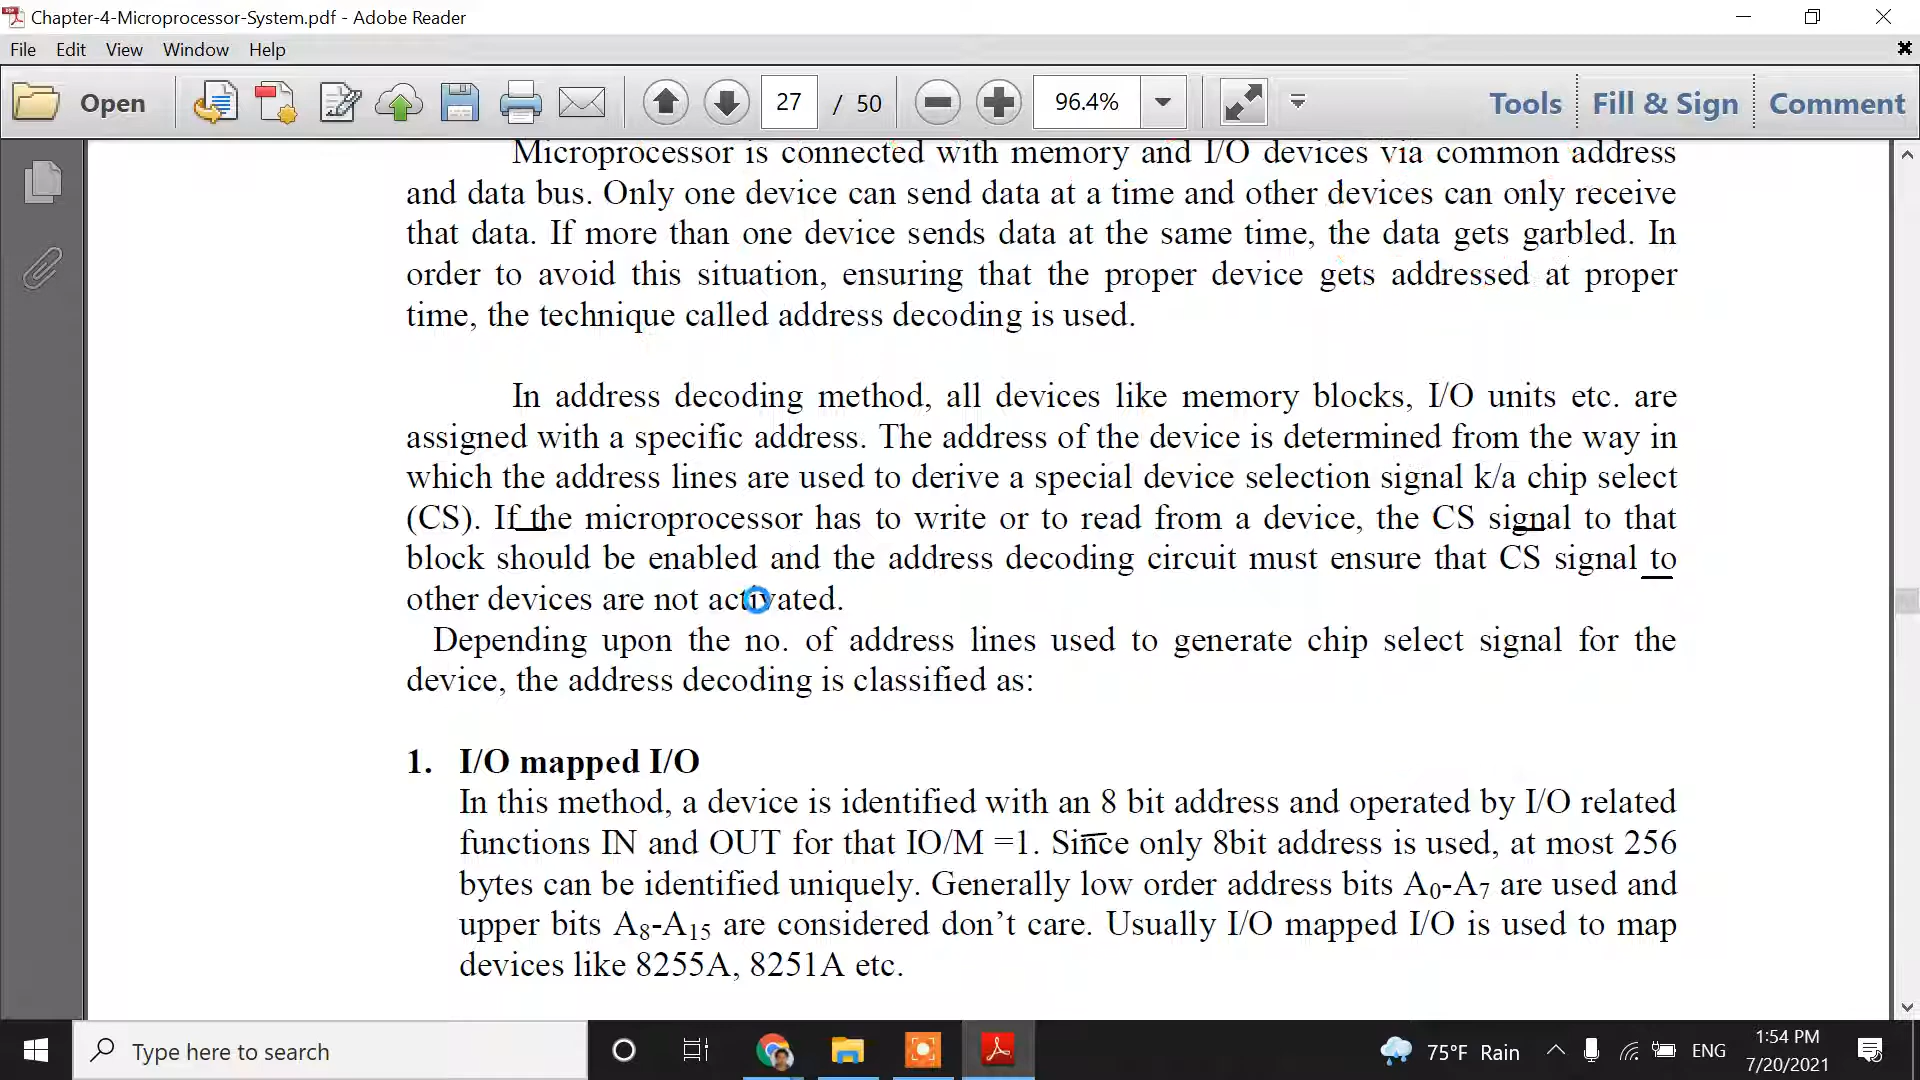 Chapter-4-Microprocessor-System.pdf - Adobe Reader
File Edit View Window Help
Open 27 / 50 96.4% Tools Fill & Sign Comment
Microprocessor is connected with memory and I/O devices via common address
and data bus. Only one device can send data at a time and other devices can only receive
that data. If more than one device sends data at the same time, the data gets garbled. In
order to avoid this situation, ensuring that the proper device gets addressed at proper
time, the technique called address decoding is used.
In address decoding method, all devices like memory blocks, I/O units etc. are
assigned with a specific address. The address of the device is determined from the way in
which the address lines are used to derive a special device selection signal k/a chip select
(CS). If the microprocessor has to write or to read from a device, the CS signal to that
block should be enabled and the address decoding circuit must ensure that CS signal to
other devices are not activated.
Depending upon the no. of address lines used to generate chip select signal for the
device, the address decoding is classified as:
1. I/O mapped I/O
In this method, a device is identified with an 8 bit address and operated by I/O related
functions IN and OUT for that IO/M =1. Since only 8bit address is used, at most 256
bytes can be identified uniquely. Generally low order address bits A0-A7 are used and
upper bits A8-A15 are considered don’t care. Usually I/O mapped I/O is used to map
devices like 8255A, 8251A etc.
Type here to search
75°F Rain
ENG
1:54 PM
7/20/2021